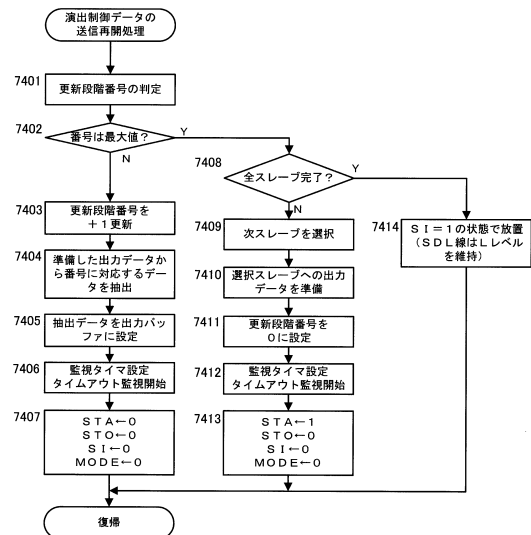 演出制御データの
送信再開処理
7401
更新段階番号の判定
7402
番号は最大値?
Y
N
7403
更新段階番号を
+1更新
7404
準備した出力データか
ら番号に対応するデー
タを抽出
7405
抽出データを出力バッ
ファに設定
7406
監視タイマ設定
タイムアウト監視開始
7407
STA←0
STO←0
SI←0
MODE←0
7408
全スレーブ完了?
Y
N
7409
次スレーブを選択
7410
選択スレーブへの出力
データを準備
7411
更新段階番号を
0に設定
7412
監視タイマ設定
タイムアウト監視開始
7413
STA←1
STO←0
SI←0
MODE←0
7414
SI=1の状態で放置
(SDL線はLレベル
を維持)
復帰